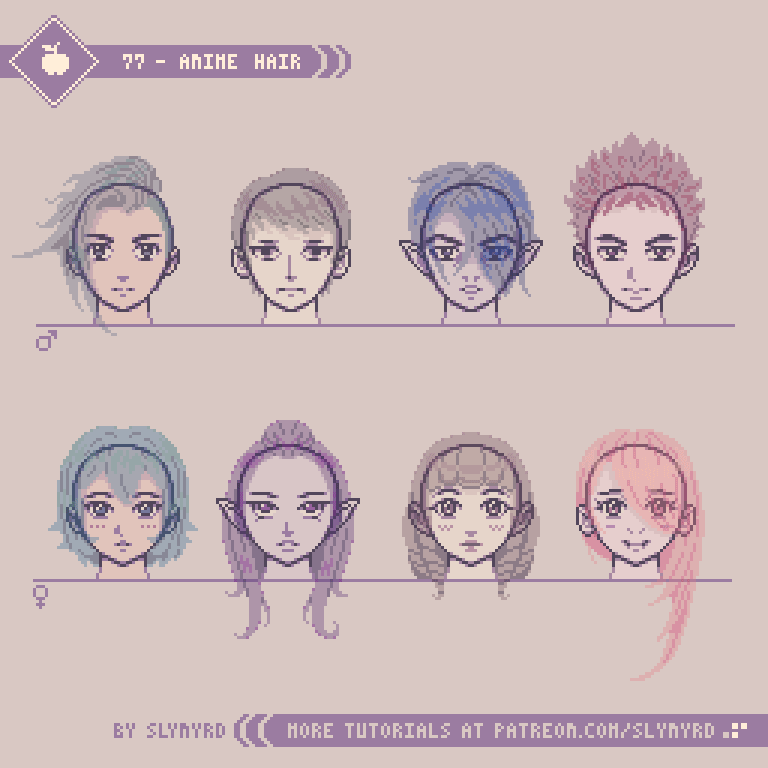 77 - ANIME HAIR
♂
♀
BY SLYNYRD
MORE TUTORIALS AT PATREON.COM/SLYNYRD